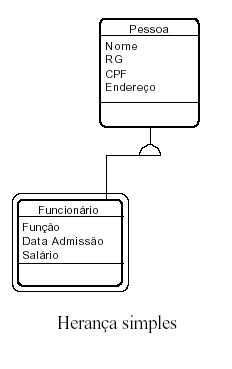 Pessoa
Nome
RG
CPF
Endereço
Funcionário
Função
Data Admissão
Salário
Herança simples